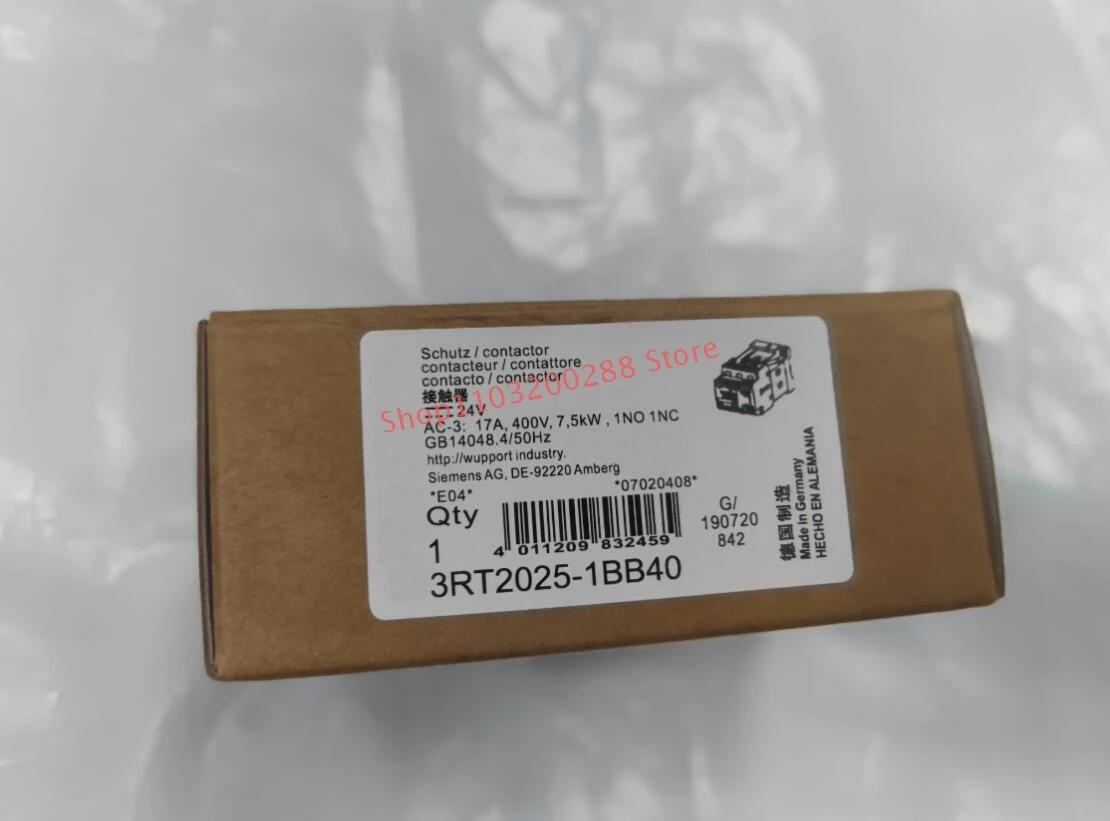 Schutz / contactor
contacteur / contattore
contacto / contactor
接触器
24V
AC-3: 17A, 400V, 7,5kW , 1NO 1NC
GB14048.4/50Hz
http://wupport industry.
Siemens AG, DE-92220 Amberg
*E04* *07020408*
Qty
1
4 011209 832459
3RT2025-1BB40
G/
190720
842
德国制造
Made in Germany
HECHO EN ALEMANIA
Shop1103200288 Store